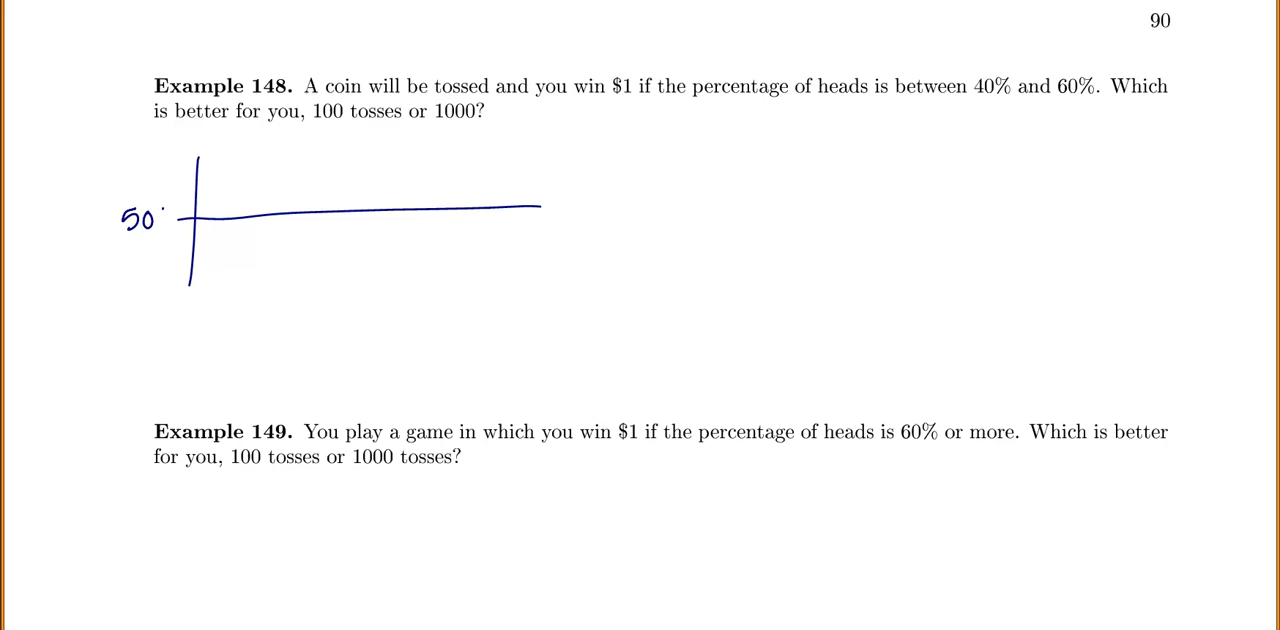 90
Example 148. A coin will be tossed and you win $1 if the percentage of heads is between 40% and 60%. Which
is better for you, 100 tosses or 1000?
50
Example 149. You play a game in which you win $1 if the percentage of heads is 60% or more. Which is better
for you, 100 tosses or 1000 tosses?